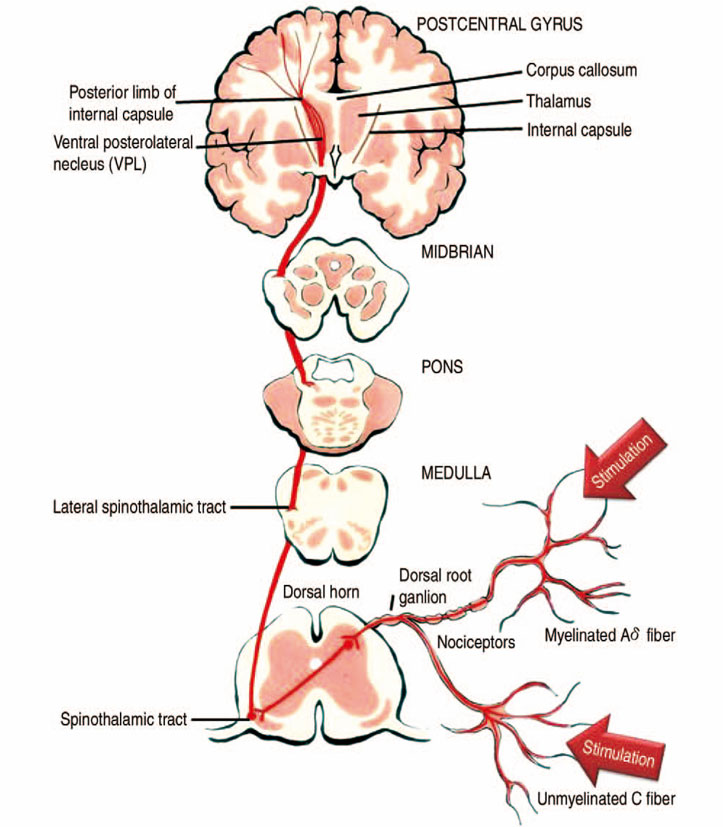 POSTCENTRAL GYRUS
Corpus callosum
Posterior limb of
internal capsule
Thalamus
Internal capsule
Ventral posterolateral
necleus (VPL)
MIDBRIAN
PONS
Stimulation
MEDULLA
Lateral spinothalamic tract
Dorsal horn
Dorsal root
ganlion
Nociceptors
Myelinated Aδ fiber
Spinothalamic tract
Stimulation
Unmyelinated C fiber